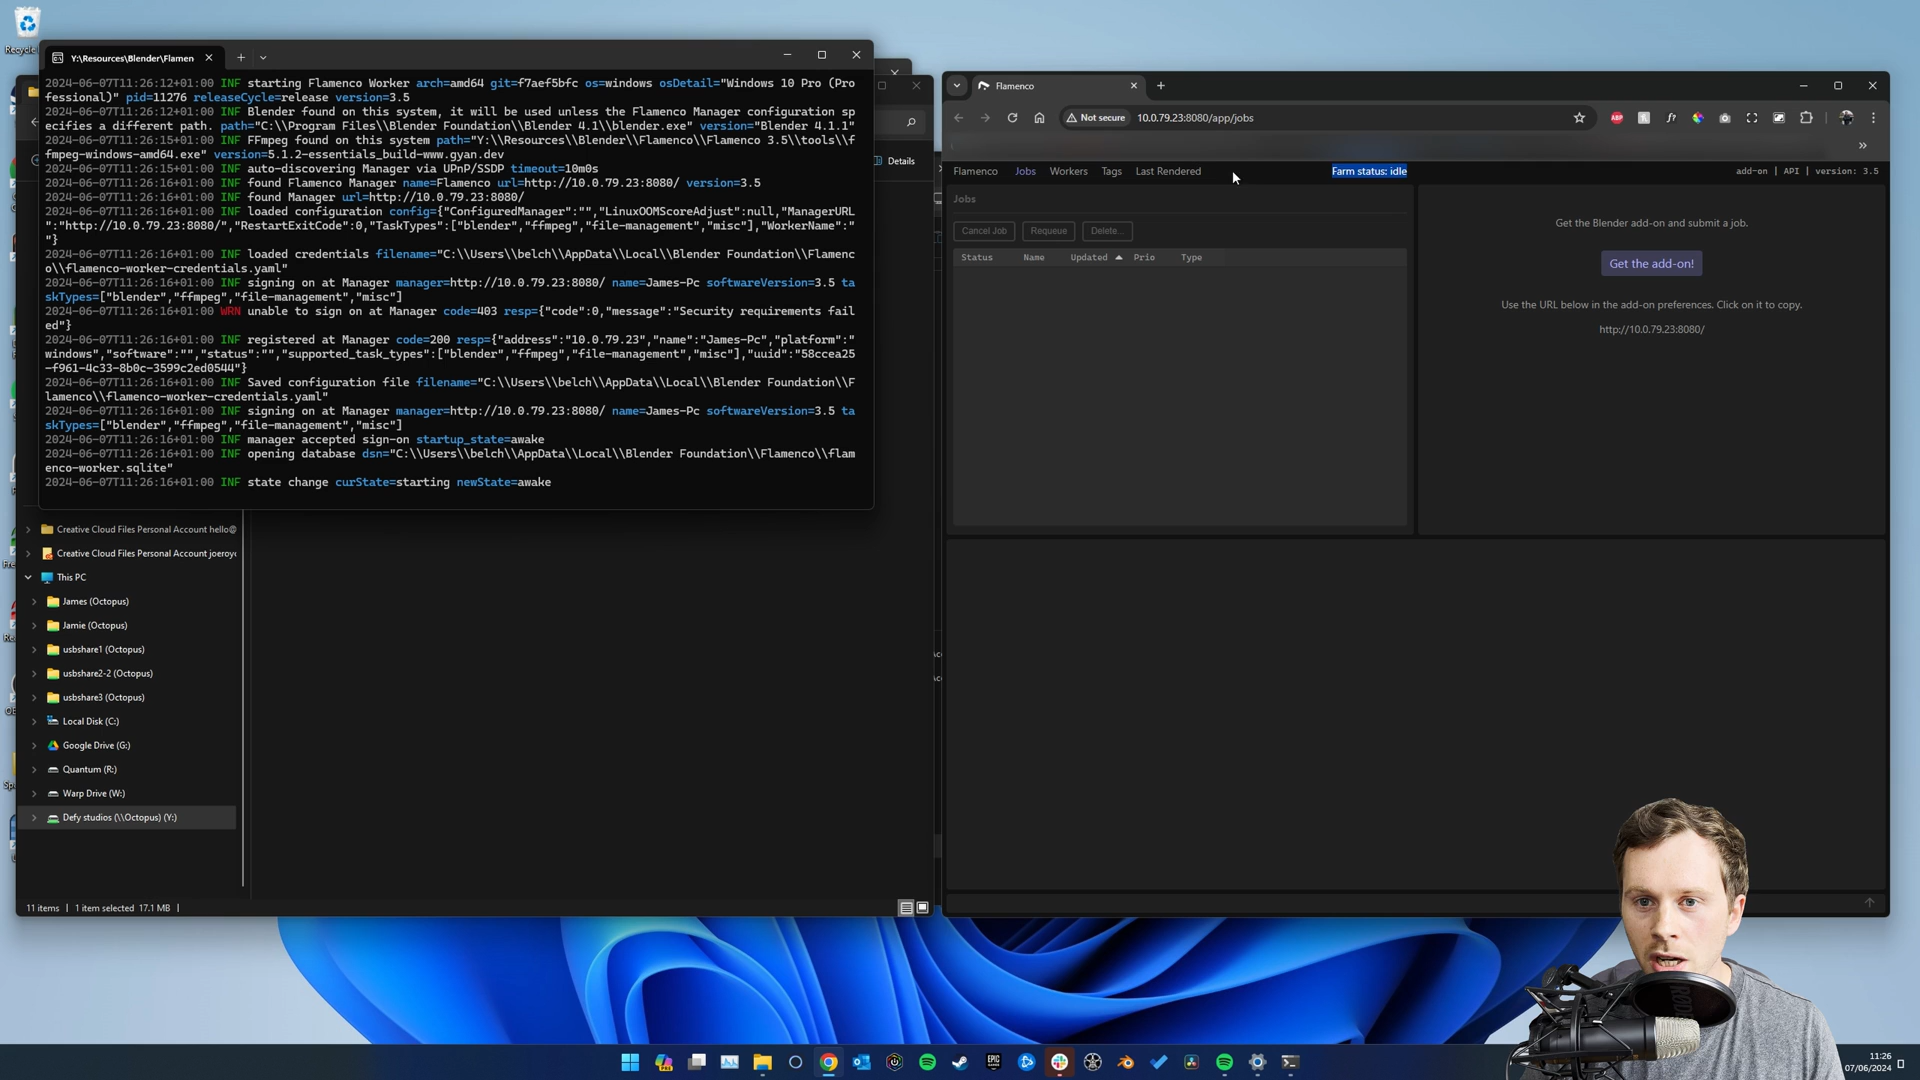 Recycle
Y:\Resources\Blender\Flamen
2024-06-07T11:26:12+01:00 INF starting Flamenco Worker arch=amd64 git=f7aef5bfc os=windows osDetail="Windows 10 Pro (Pro
fessional)" pid=11276 releaseCycle=release version=3.5
2024-06-07T11:26:12+01:00 INF Blender found on this system, it will be used unless the Flamenco Manager configuration sp
ecifies a different path. path="C:\\Program Files\\Blender Foundation\\Blender 4.1\\blender.exe" version="Blender 4.1.1"
2024-06-07T11:26:15+01:00 INF FFmpeg found on this system path="Y:\\Resources\\Blender\\Flamenco\\Flamenco 3.5\\tools\\f
fmpeg-windows-amd64.exe" version=5.1.2-essentials_build-www.gyan.dev
2024-06-07T11:26:15+01:00 INF auto-discovering Manager via UPnP/SSDP timeout=10m0s
2024-06-07T11:26:16+01:00 INF found Flamenco Manager name=Flamenco url=http://10.0.79.23:8080/ version=3.5
2024-06-07T11:26:16+01:00 INF found Manager url=http://10.0.79.23:8080/
2024-06-07T11:26:16+01:00 INF loaded configuration config={"ConfiguredManager":"","LinuxOOMScoreAdjust":null,"ManagerURL
":"http://10.0.79.23:8080/","RestartExitCode":0,"TaskTypes":["blender","ffmpeg","file-management","misc"],"WorkerName":"
"}
2024-06-07T11:26:16+01:00 INF loaded credentials filename="C:\\Users\\belch\\AppData\\Local\\Blender Foundation\\Flamenc
o\\flamenco-worker-credentials.yaml"
2024-06-07T11:26:16+01:00 INF signing on at Manager manager=http://10.0.79.23:8080/ name=James-Pc softwareVersion=3.5 ta
skTypes=["blender","ffmpeg","file-management","misc"]
2024-06-07T11:26:16+01:00 WRN unable to sign on at Manager code=403 resp={"code":0,"message":"Security requirements fail
ed"}
2024-06-07T11:26:16+01:00 INF registered at Manager code=200 resp={"address":"10.0.79.23","name":"James-Pc","platform":"
windows","software":"","status":"","supported_task_types":["blender","ffmpeg","file-management","misc"],"uuid":"58ccea25
-f961-4c33-8b0c-3599c2ed0544"}
2024-06-07T11:26:16+01:00 INF Saved configuration file filename="C:\\Users\\belch\\AppData\\Local\\Blender Foundation\\F
lamenco\\flamenco-worker-credentials.yaml"
2024-06-07T11:26:16+01:00 INF signing on at Manager manager=http://10.0.79.23:8080/ name=James-Pc softwareVersion=3.5 ta
skTypes=["blender","ffmpeg","file-management","misc"]
2024-06-07T11:26:16+01:00 INF manager accepted sign-on startup_state=awake
2024-06-07T11:26:16+01:00 INF opening database dsn="C:\\Users\\belch\\AppData\\Local\\Blender Foundation\\Flamenco\\flam
enco-worker.sqlite"
2024-06-07T11:26:16+01:00 INF state change curState=starting newState=awake
Details
Creative Cloud Files Personal Account hello@
Creative Cloud Files Personal Account joeroyc
This PC
James (Octopus)
Jamie (Octopus)
usbshare1 (Octopus)
usbshare2-2 (Octopus)
usbshare3 (Octopus)
Local Disk (C:)
Google Drive (G:)
Quantum (R:)
Warp Drive (W:)
Defy studios (\\Octopus) (Y:)
11 items | 1 item selected 17.1 MB |
Flamenco
Not secure 10.0.79.23:8080/app/jobs
ABP
Flamenco Jobs Workers Tags Last Rendered Farm status: idle add-on | API | version: 3.5
Jobs
Cancel Job Requeue Delete...
Status Name Updated Prio Type
Get the Blender add-on and submit a job.
Get the add-on!
Use the URL below in the add-on preferences. Click on it to copy.
http://10.0.79.23:8080/
PRE
EPIC
11:26
07/06/2024